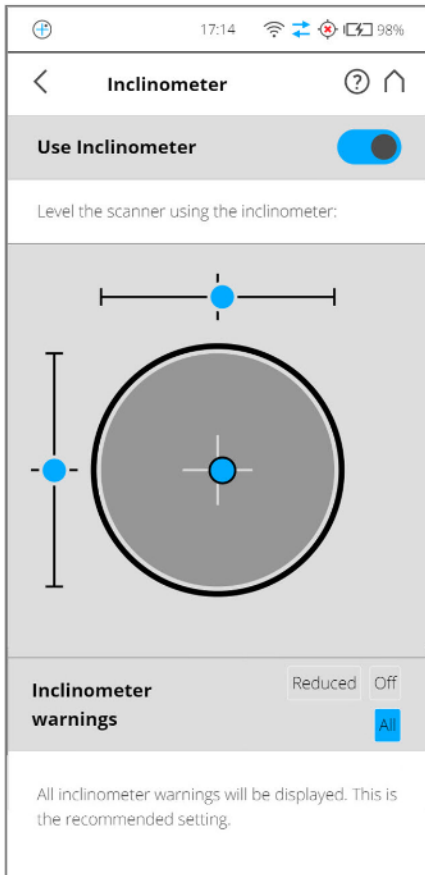 17:14 98%
Inclinometer
Use Inclinometer
Level the scanner using the inclinometer:
Inclinometer
warnings
Reduced Off
All
All inclinometer warnings will be displayed. This is
the recommended setting.